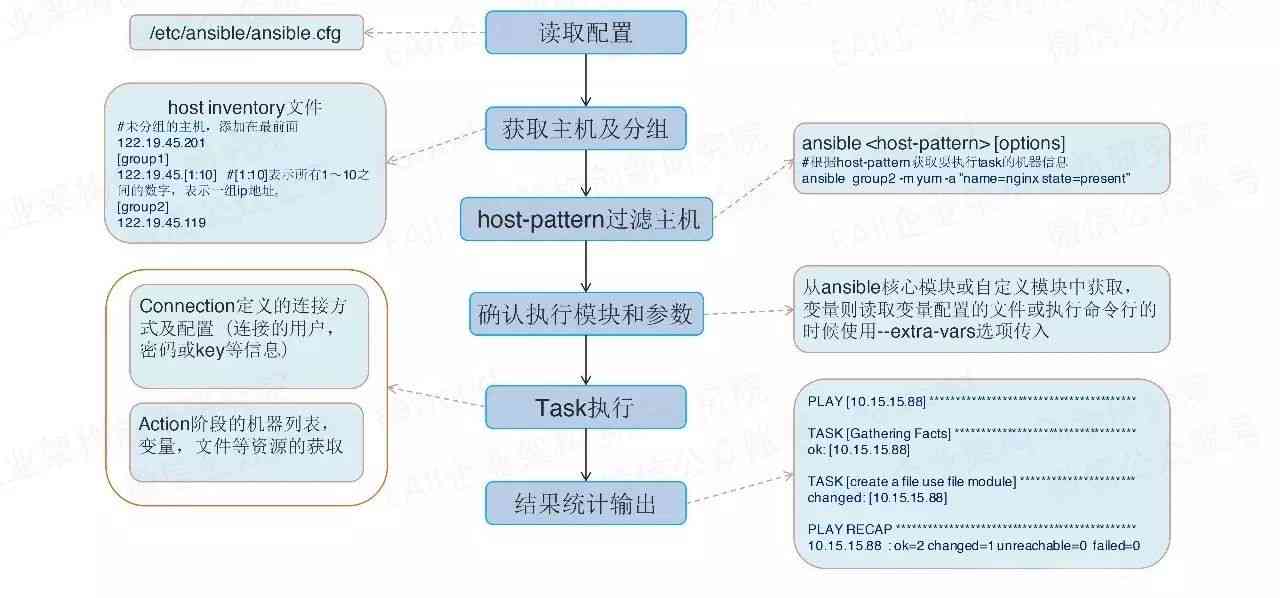 /etc/ansible/ansible.cfg
读取配置
host inventory文件
#未分组的主机，添加在最前面
122.19.45.201
[group1]
122.19.45.[1:10] #[1:10]表示所有1～10之
间的数字，表示一组ip地址。
[group2]
122.19.45.119
获取主机及分组
ansible <host-pattern> [options]
#根据host-pattern获取要执行task的机器信息
ansible group2 -m yum -a “name=nginx state=present”
host-pattern过滤主机
Connection定义的连接方
式及配置（连接的用户，
密码或key等信息）
Action阶段的机器列表，
变量，文件等资源的获取
确认执行模块和参数
从ansible核心模块或自定义模块中获取，
变量则读取变量配置的文件或执行命令行的
时候使用--extra-vars选项传入
Task执行
结果统计输出
PLAY [10.15.15.88] ***************************************
TASK [Gathering Facts] **********************************
ok: [10.15.15.88]
TASK [create a file use file module] **********************
changed: [10.15.15.88]
PLAY RECAP *********************************************
10.15.15.88 : ok=2 changed=1 unreachable=0 failed=0